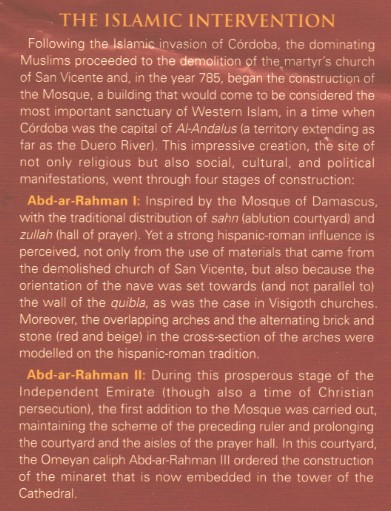 THE ISLAMIC INTERVENTION
Following the Islamic invasion of Córdoba, the dominating
Muslims proceeded to the demolition of the martyr's church
of San Vicente and, in the year 785, began the construction of
the Mosque, a building that would come to be considered the
most important sanctuary of Western Islam, in a time when
Córdoba was the capital of Al-Andalus (a territory extending as
far as the Duero River). This impressive creation, the site of
not only religious but also social, cultural, and political
manifestations, went through four stages of construction:
Abd-ar-Rahman I: Inspired by the Mosque of Damascus,
with the traditional distribution of sahn (ablution courtyard) and
zullah (hall of prayer). Yet a strong hispanic-roman influence is
perceived, not only from the use of materials that came from
the demolished church of San Vicente, but also because the
orientation of the nave was set towards (and not parallel to)
the wall of the quibla, as was the case in Visigoth churches.
Moreover, the overlapping arches and the alternating brick and
stone (red and beige) in the cross-section of the arches were
modelled on the hispanic-roman tradition.
Abd-ar-Rahman II: During this prosperous stage of the
Independent Emirate (though also a time of Christian
persecution), the first addition to the Mosque was carried out,
maintaining the scheme of the preceding ruler and prolonging
the courtyard and the aisles of the prayer hall. In this courtyard,
the Omeyan caliph Abd-ar-Rahman III ordered the construction
of the minaret that is now embedded in the tower of the
Cathedral.